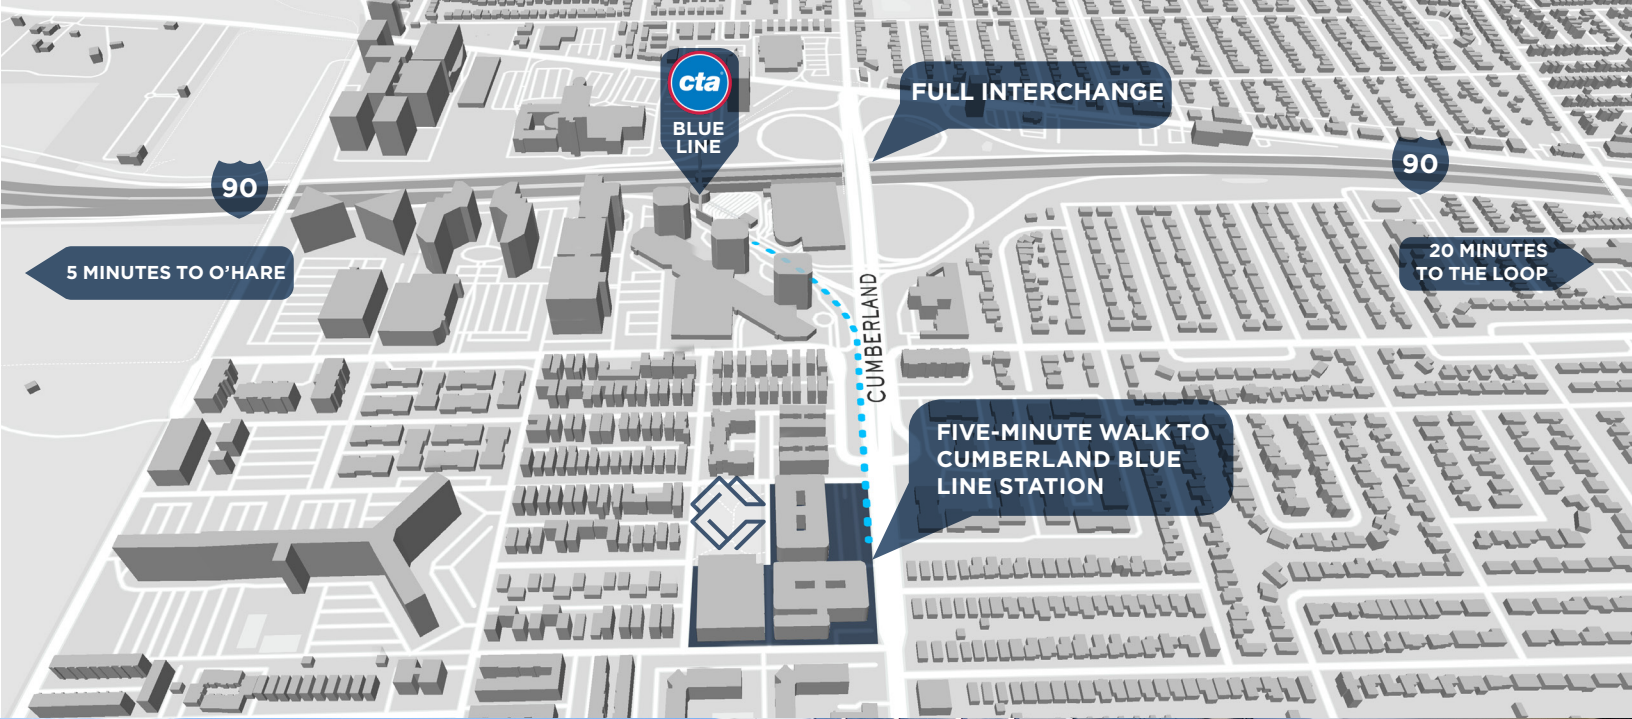 cta
BLUE
LINE
FULL INTERCHANGE
90
90
5 MINUTES TO O'HARE
20 MINUTES
TO THE LOOP
CUMBERLAND
FIVE-MINUTE WALK TO
CUMBERLAND BLUE
LINE STATION